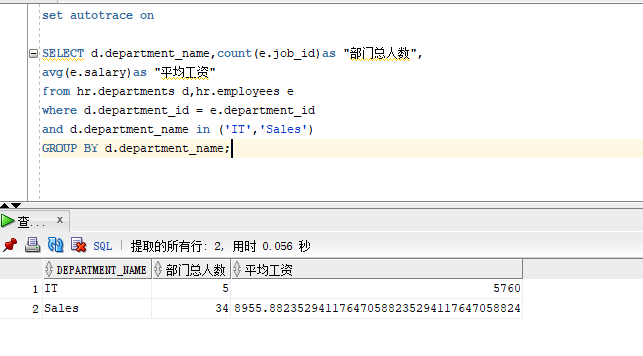 set autotrace on
SELECT d.department_name,count(e.job_id)as "部门总人数",
avg(e.salary)as "平均工资"
from hr.departments d,hr.employees e
where d.department_id = e.department_id
and d.department_name in ('IT','Sales')
GROUP BY d.department_name;
查... x
SQL | 提取的所有行: 2, 用时 0.056 秒
DEPARTMENT_NAME 部门总人数 平均工资
1 IT 5 5760
2 Sales 34 8955.88235294117647058823529411764705 8824